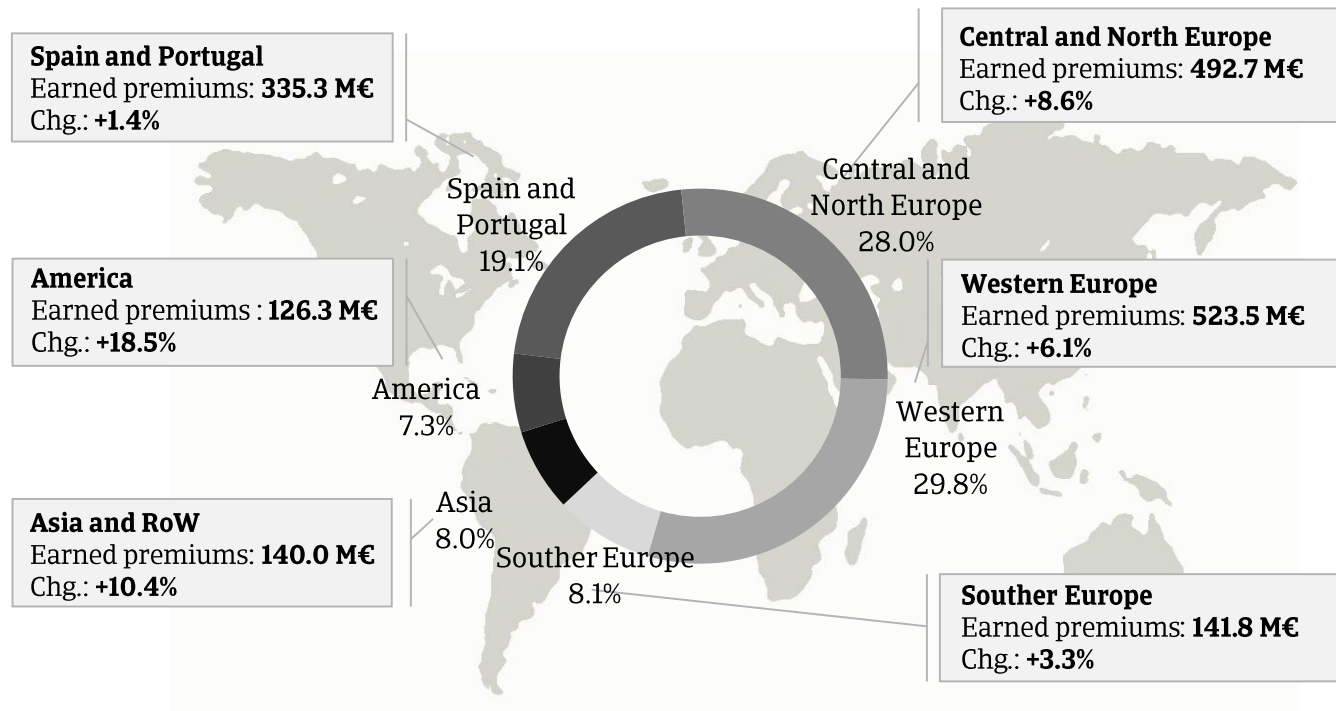 Spain and Portugal
Earned premiums: 335.3 M€
Chg.: +1.4%
Central and North Europe
Earned premiums: 492.7 M€
Chg.: +8.6%
Spain and
Portugal
19.1%
Central and
North Europe
28.0%
America
Earned premiums : 126.3 M€
Chg.: +18.5%
Western Europe
Earned premiums: 523.5 M€
Chg.: +6.1%
America
7.3%
Western
Europe
29.8%
Asia and RoW
Earned premiums: 140.0 M€
Chg.: +10.4%
Asia
8.0%
Souther Europe
8.1%
Souther Europe
Earned premiums: 141.8 M€
Chg.: +3.3%